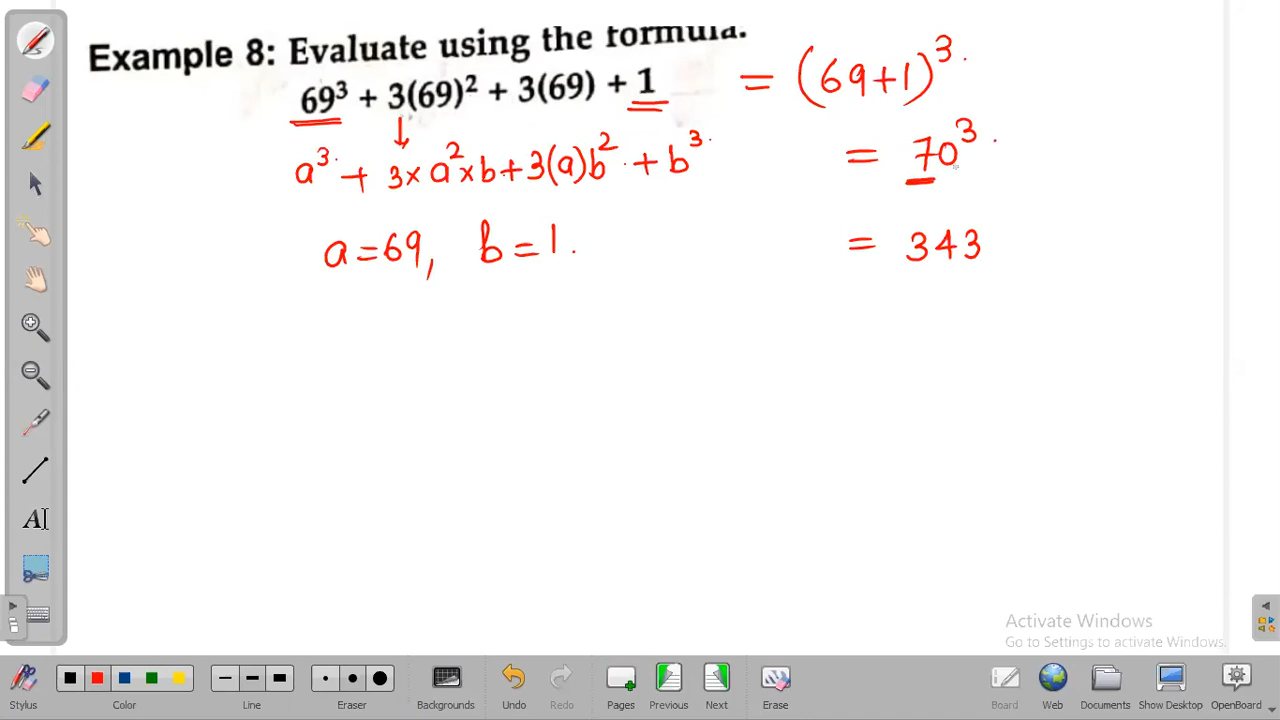 Example 8: Evaluate using the formula.
69³ + 3(69)² + 3(69) + 1 = (69+1)³
a³ + 3×a²×b+3(a)b² + b³ = 70³
a=69, b=1. = 343
AI
Activate Windows
Go to Settings to activate Windows.
Stylus Color Line Eraser Backgrounds Undo Redo Pages Previous Next Erase Board Web Documents Show Desktop OpenBoard